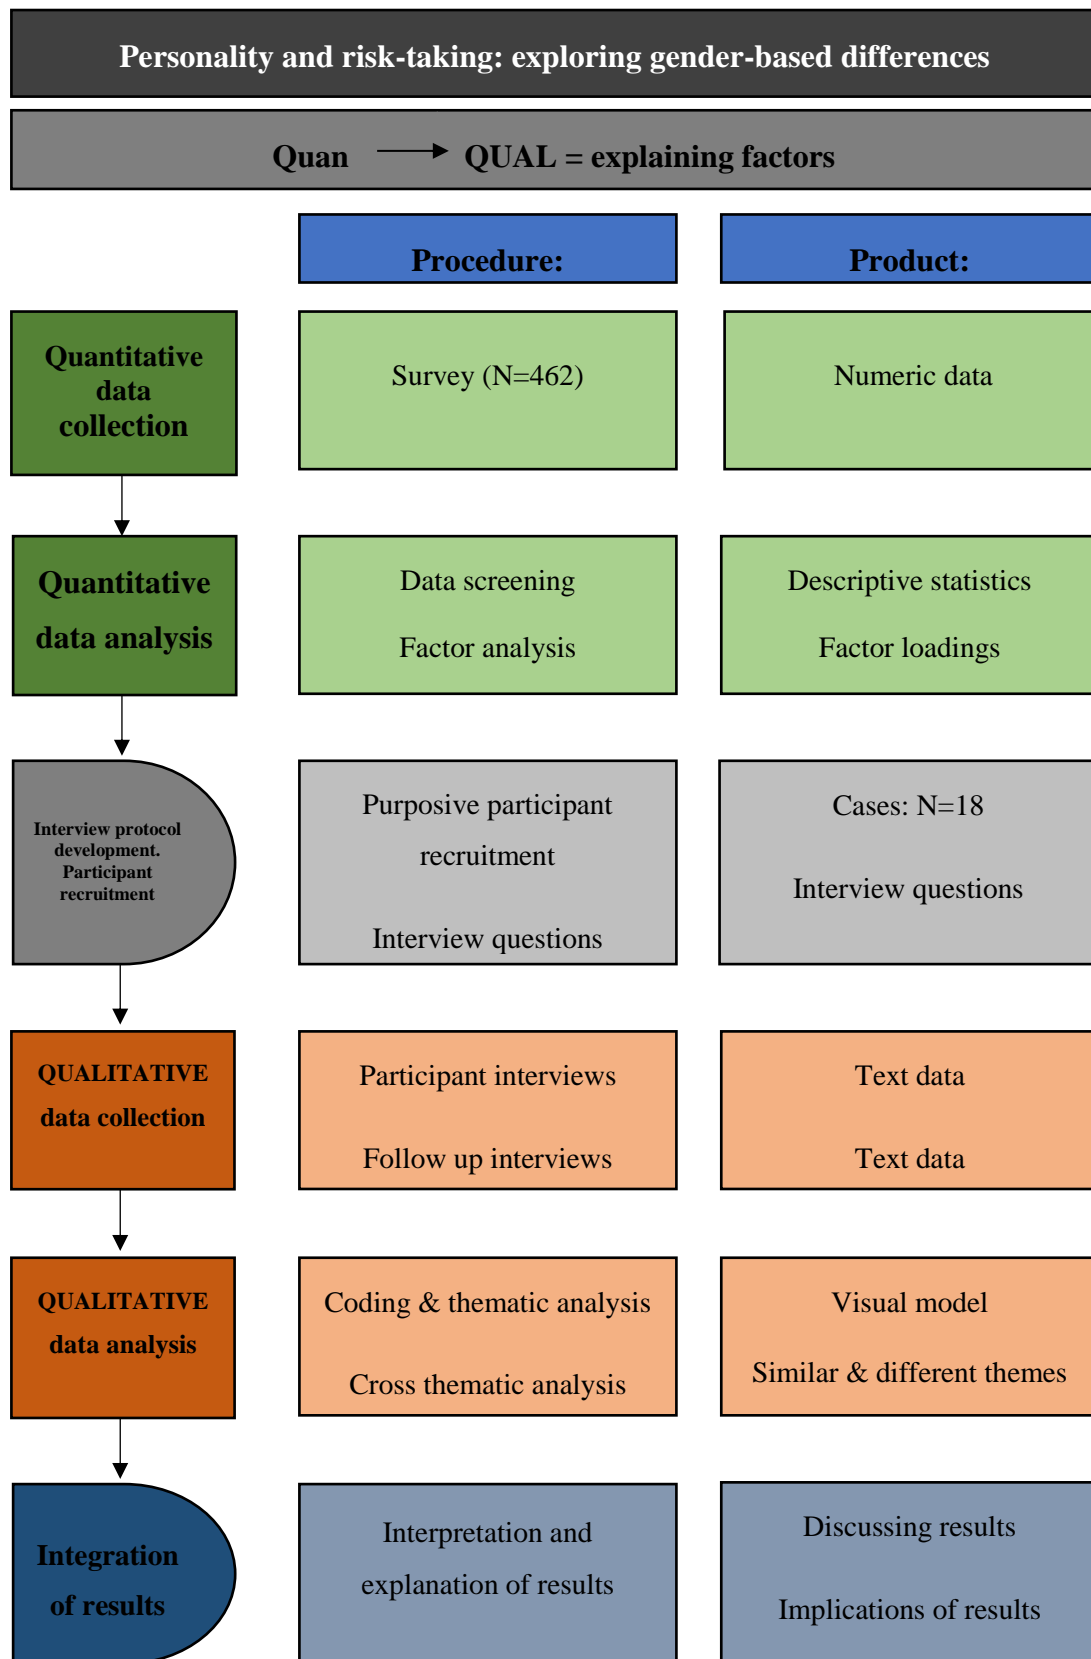 Personality and risk-taking: exploring gender-based differences
Quan → QUAL = explaining factors
Procedure:
Product:
Quantitative
data
collection
Survey (N=462)
Numeric data
Quantitative
data analysis
Data screening
Factor analysis
Descriptive statistics
Factor loadings
Interview protocol
development.
Participant
recruitment
Purposive participant
recruitment
Interview questions
Cases: N=18
Interview questions
QUALITATIVE
data collection
Participant interviews
Follow up interviews
Text data
Text data
QUALITATIVE
data analysis
Coding & thematic analysis
Cross thematic analysis
Visual model
Similar & different themes
Integration
of results
Interpretation and
explanation of results
Discussing results
Implications of results